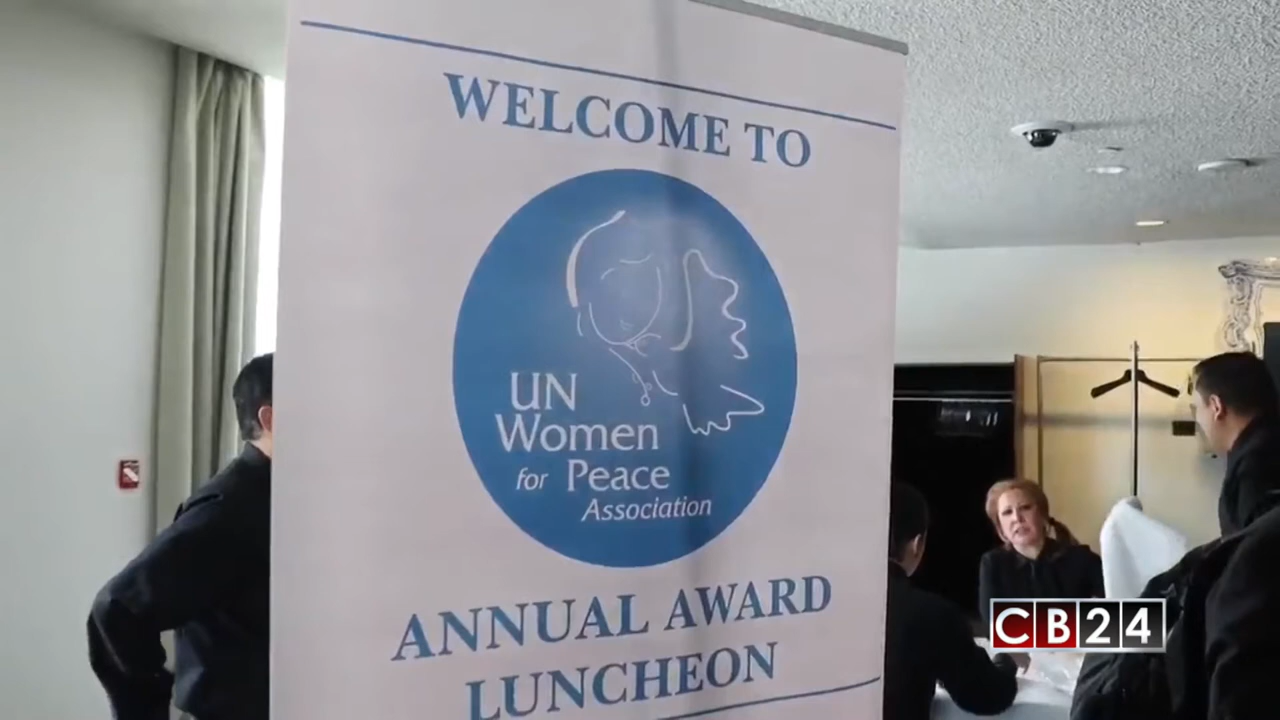 WELCOME TO
UN
Women
for Peace
Association
ANNUAL AWARD
LUNCHEON
CB24